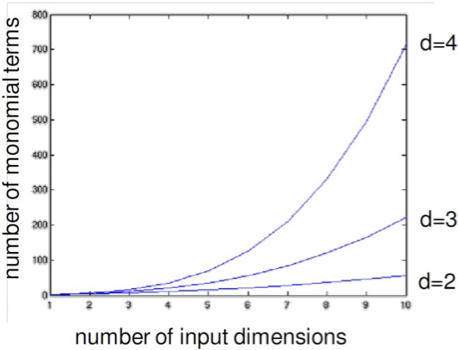 800
700
600
500
400
300
200
100
0
1 2 3 4 5 6 7 8 9 10
number of monomial terms
number of input dimensions
d=4
d=3
d=2